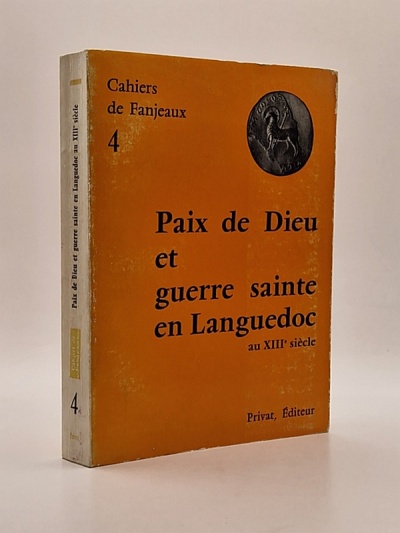 Cahiers
de Fanjeaux
4
Paix de Dieu
et
guerre sainte
en Languedoc
au XIIIe siècle
Privat, Éditeur
Paix de Dieu et guerre sainte en Languedoc au XIIIe siècle
4